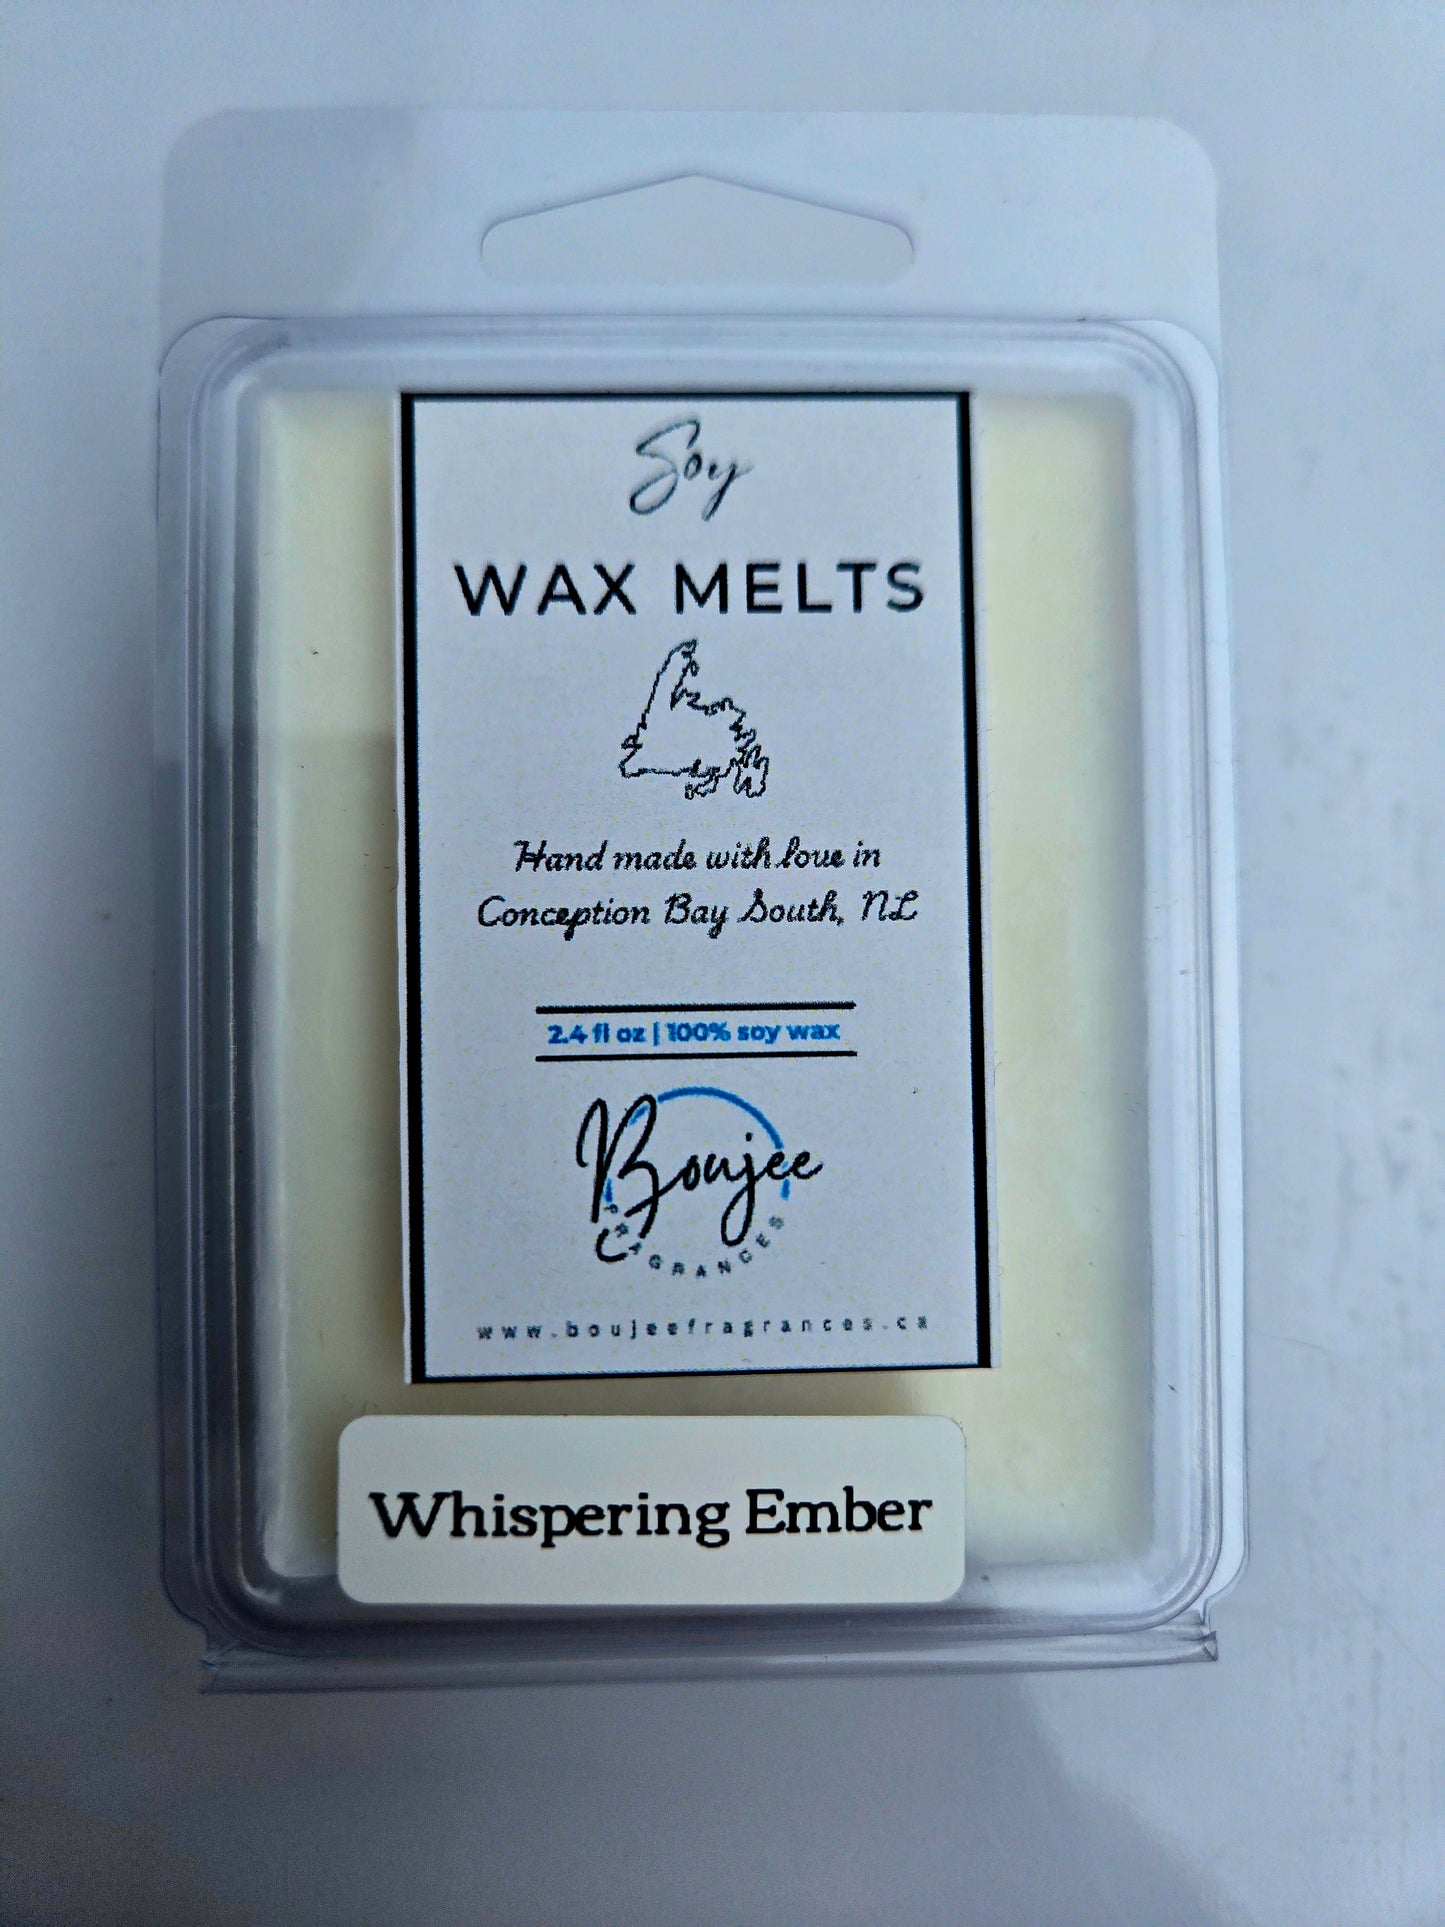 Soy
WAX MELTS
Hand made with love in
Conception Bay South, NL
2.4 fl oz | 100% soy wax
Boujee
FRAGRANCES
www.boujeefragrances.ca
Whispering Ember